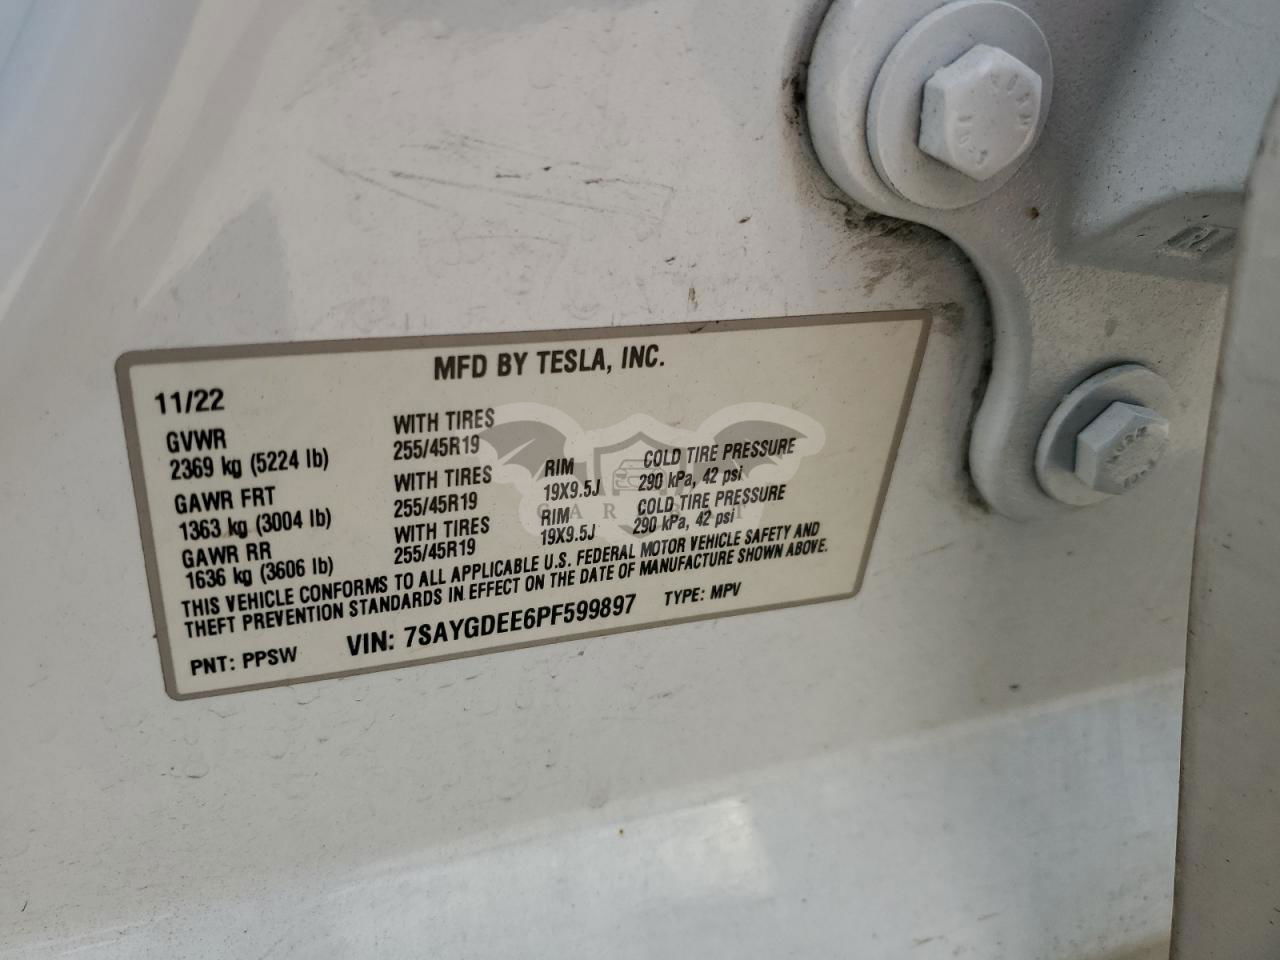 MFD BY TESLA, INC.
11/22
GVWR
2369 kg (5224 lb)
WITH TIRES
255/45R19
GAWR FRT
1363 kg (3004 lb)
WITH TIRES
255/45R19
RIM
19X9.5J
COLD TIRE PRESSURE
290 kPa, 42 psi
GAWR RR
1636 kg (3606 lb)
WITH TIRES
255/45R19
RIM
19X9.5J
COLD TIRE PRESSURE
290 kPa, 42 psi
THIS VEHICLE CONFORMS TO ALL APPLICABLE U.S. FEDERAL MOTOR VEHICLE SAFETY AND
THEFT PREVENTION STANDARDS IN EFFECT ON THE DATE OF MANUFACTURE SHOWN ABOVE.
PNT: PPSW VIN: 7SAYGDEE6PF599897 TYPE: MPV